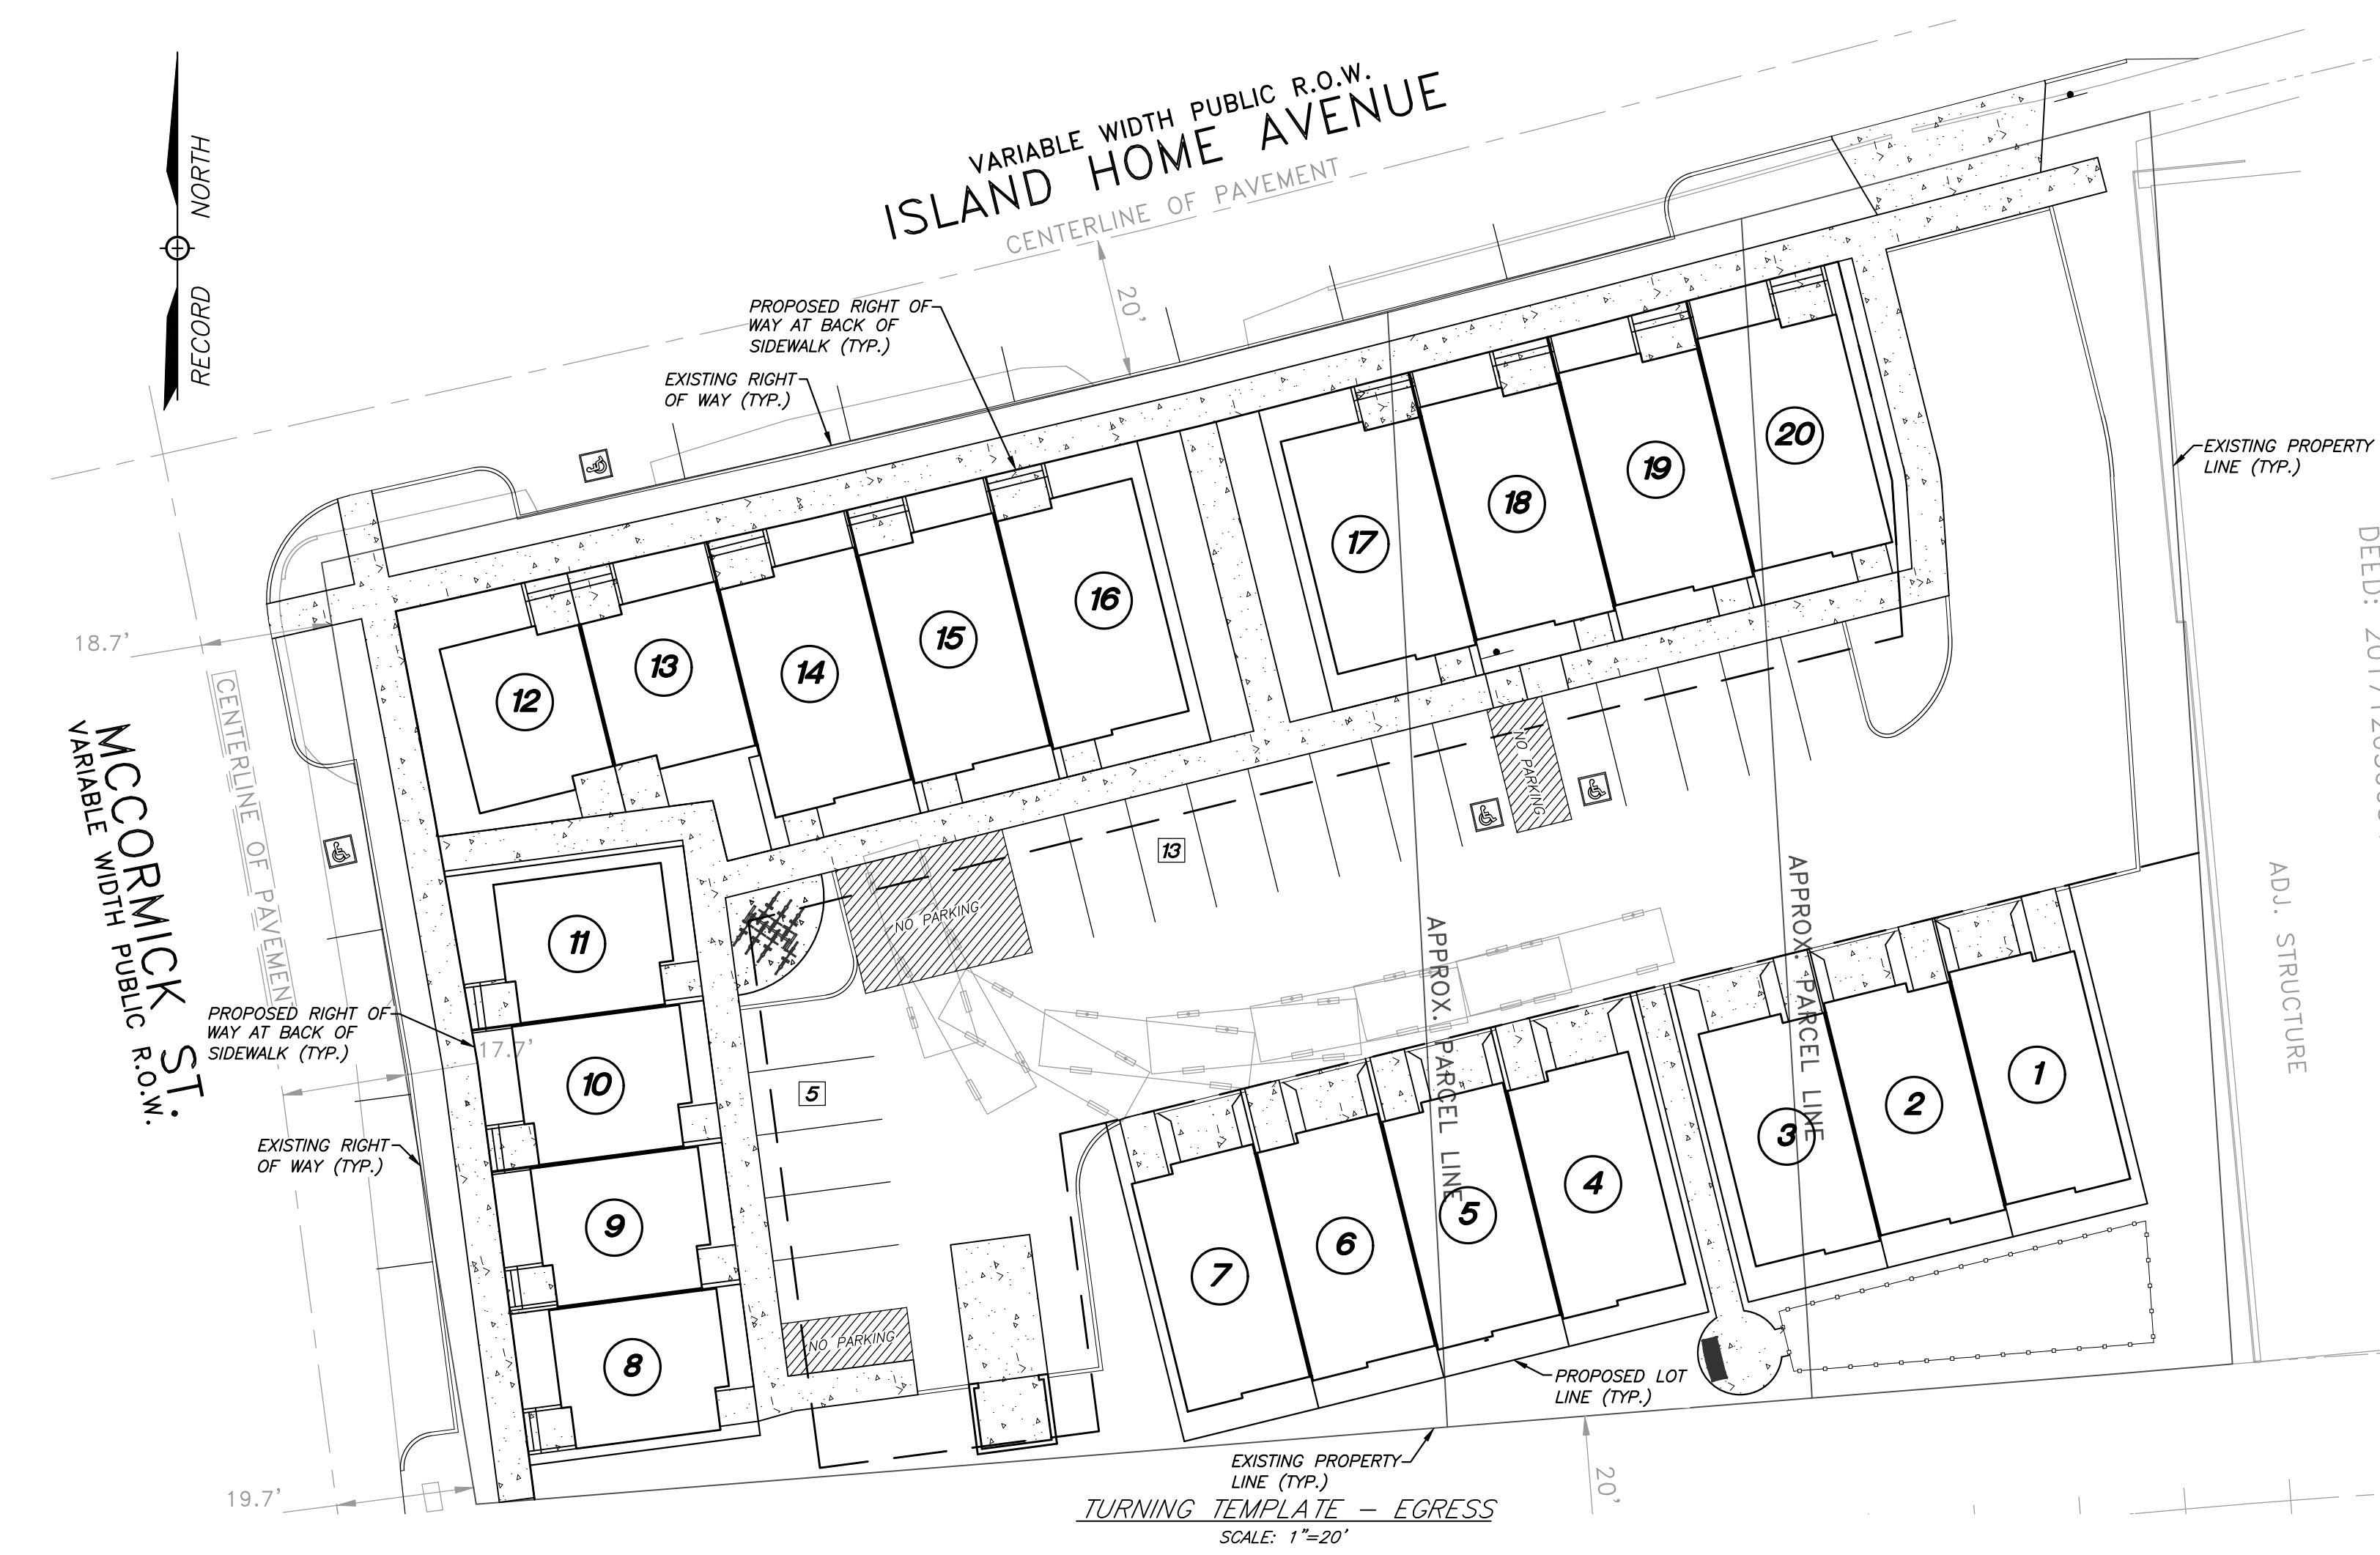 NORTH
RECORD
VARIABLE WIDTH PUBLIC R.O.W.
ISLAND HOME AVENUE
CENTERLINE OF PAVEMENT
20'
PROPOSED RIGHT OF
WAY AT BACK OF
SIDEWALK (TYP.)
EXISTING RIGHT
OF WAY (TYP.)
EXISTING PROPERTY
LINE (TYP.)
20
19
18
17
16
15
14
13
12
18.7'
CENTERLINE OF PAVEMENT
MCCORMICK ST.
VARIABLE WIDTH PUBLIC R.O.W.
NO PARKING
13
NO PARKING
APPROX. PARCEL LINE
APPROX. PARCEL LINE
ADJ. STRUCTURE
11
PROPOSED RIGHT OF
WAY AT BACK OF
SIDEWALK (TYP.)
17.7'
10
5
EXISTING RIGHT
OF WAY (TYP.)
9
8
NO PARKING
7
6
5
4
3
2
1
PROPOSED LOT
LINE (TYP.)
EXISTING PROPERTY
LINE (TYP.)
20'
19.7'
TURNING TEMPLATE – EGRESS
SCALE: 1"=20'
DEED: